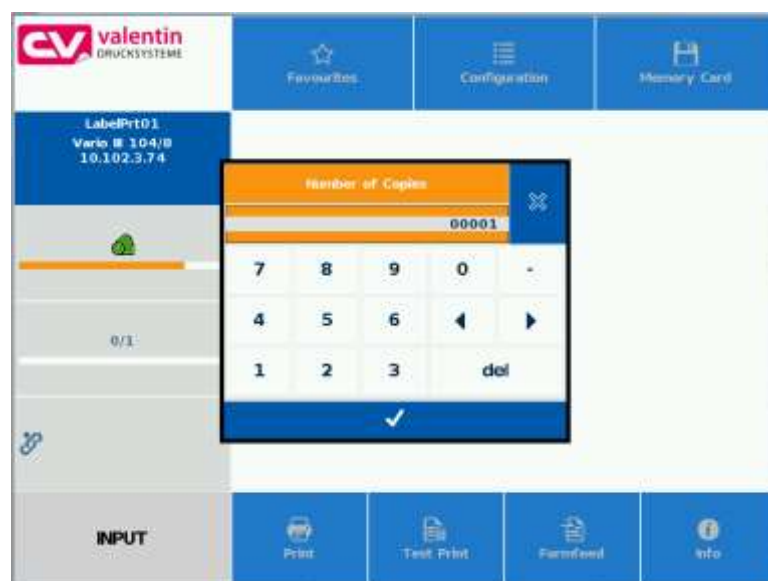 valentin
DRUCKSYSTEME
Favourites
Configuration
Memory Card
LabelPrt01
Vario III 104/8
10.102.3.74
Number of Copies
00001
7 8 9 0 -
4 5 6
0/1
1 2 3 del
INPUT
Print
Test Print
Formfeed
Info